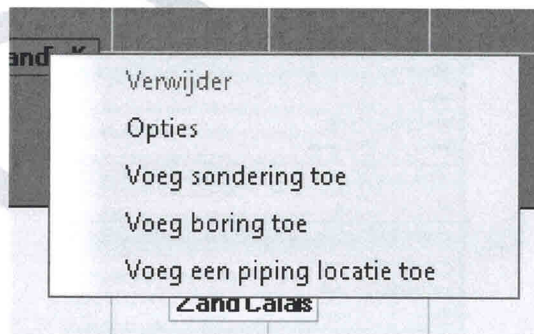 Verwijder
Opties
Voeg sondering toe
Voeg boring toe
Voeg een piping locatie toe
Zand Calais